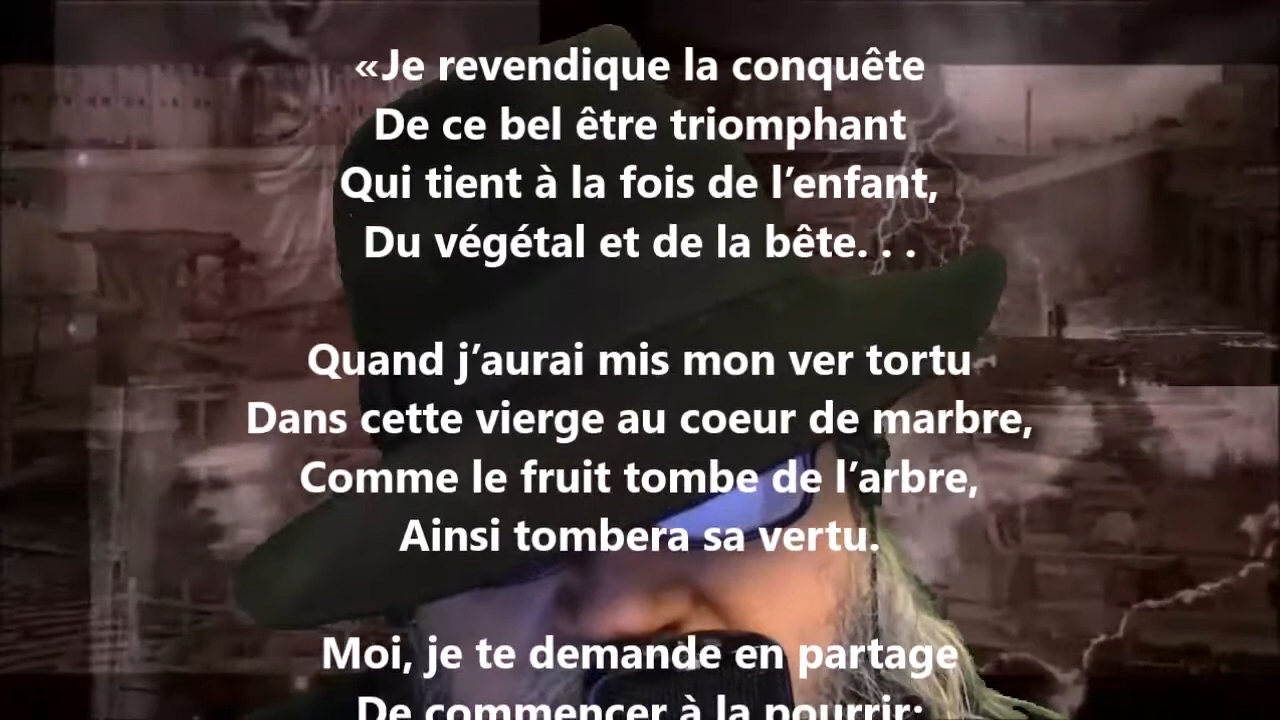 «Je revendique la conquête
De ce bel être triomphant
Qui tient à la fois de l’enfant,
Du végétal et de la bête. . .
Quand j’aurai mis mon ver tortu
Dans cette vierge au coeur de marbre,
Comme le fruit tombe de l’arbre,
Ainsi tombera sa vertu.
Moi, je te demande en partage
De commencer à la pourrir;